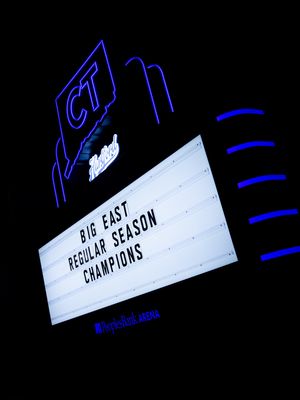 CT
BIG EAST
REGULAR SEASON
CHAMPIONS
PeoplesBank ARENA